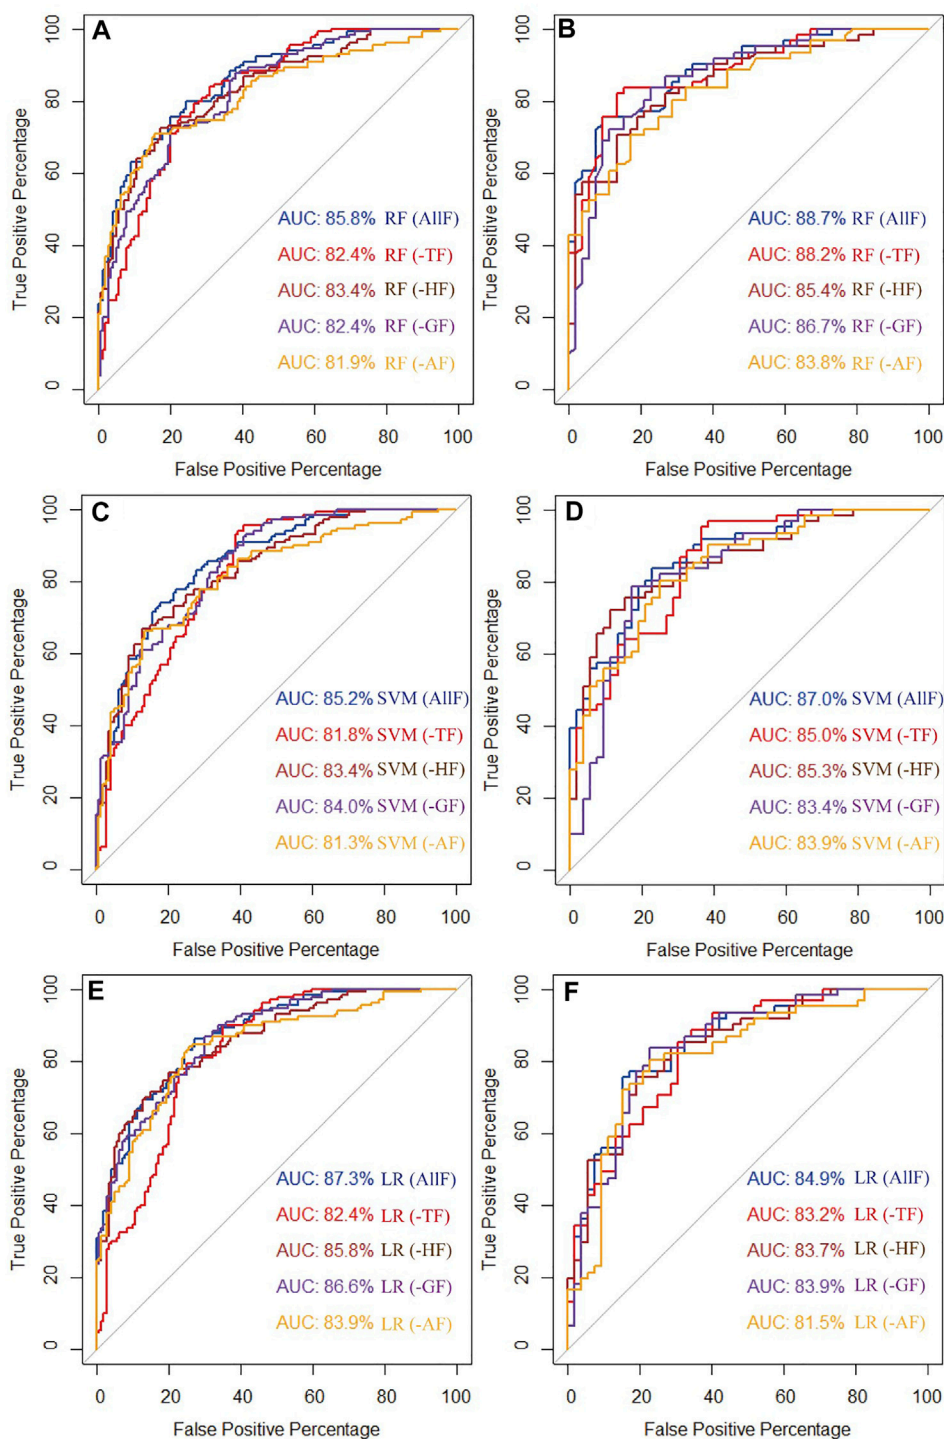 A
True Positive Percentage
100
80
60
40
20
0
AUC: 85.8% RF (AllF)
AUC: 82.4% RF (-TF)
AUC: 83.4% RF (-HF)
AUC: 82.4% RF (-GF)
AUC: 81.9% RF (-AF)
0 20 40 60 80 100
False Positive Percentage
B
True Positive Percentage
100
80
60
40
20
0
AUC: 88.7% RF (AllF)
AUC: 88.2% RF (-TF)
AUC: 85.4% RF (-HF)
AUC: 86.7% RF (-GF)
AUC: 83.8% RF (-AF)
0 20 40 60 80 100
False Positive Percentage
C
True Positive Percentage
100
80
60
40
20
0
AUC: 85.2% SVM (AllF)
AUC: 81.8% SVM (-TF)
AUC: 83.4% SVM (-HF)
AUC: 84.0% SVM (-GF)
AUC: 81.3% SVM (-AF)
0 20 40 60 80 100
False Positive Percentage
D
True Positive Percentage
100
80
60
40
20
0
AUC: 87.0% SVM (AllF)
AUC: 85.0% SVM (-TF)
AUC: 85.3% SVM (-HF)
AUC: 83.4% SVM (-GF)
AUC: 83.9% SVM (-AF)
0 20 40 60 80 100
False Positive Percentage
E
True Positive Percentage
100
80
60
40
20
0
AUC: 87.3% LR (AllF)
AUC: 82.4% LR (-TF)
AUC: 85.8% LR (-HF)
AUC: 86.6% LR (-GF)
AUC: 83.9% LR (-AF)
0 20 40 60 80 100
False Positive Percentage
F
True Positive Percentage
100
80
60
40
20
0
AUC: 84.9% LR (AllF)
AUC: 83.2% LR (-TF)
AUC: 83.7% LR (-HF)
AUC: 83.9% LR (-GF)
AUC: 81.5% LR (-AF)
0 20 40 60 80 100
False Positive Percentage